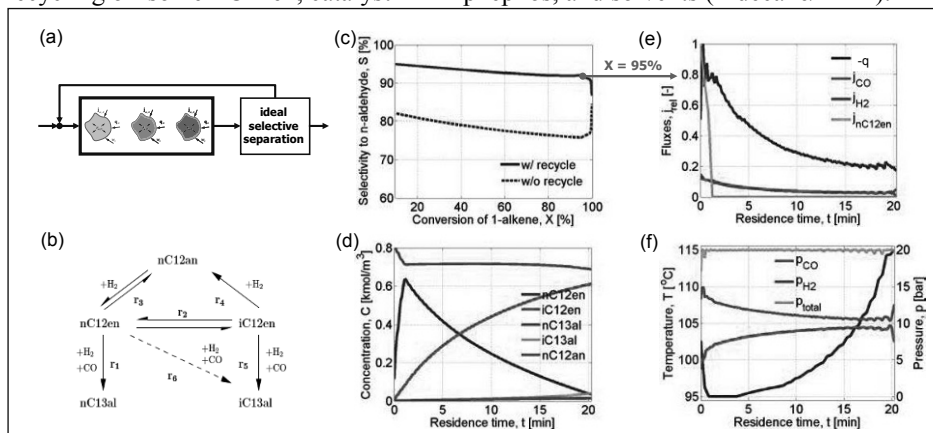 (a)
ideal
selective
separation
(b)
nC12an
+H₂
r₃
r₄
+H₂
nC12en
r₂
iC12en
+H₂
+CO
r₁
+H₂
+CO
r₆
r₅
+H₂
+CO
nC13al
iC13al
(c)
Selectivity to n-aldehyde, S [%]
100
90
80
70
60
w/ recycle
w/o recycle
20 40 60 80 100
Conversion of 1-alkene, X [%]
X = 95%
(d)
Concentration, C [kmol/m³]
0.8
0.6
0.4
0.2
0
nC12en
iC12en
nC13al
iC13al
nC12an
0 5 10 15 20
Residence time, t [min]
(e)
Fluxes, j_rel [-]
1
0.8
0.6
0.4
0.2
0
-q
j_CO
j_H2
j_nC12en
0 5 10 15 20
Residence time, t [min]
(f)
Temperature, T [°C]
115
110
105
100
95
p_CO
p_H2
p_total
20
15
10
5
0
Pressure, p [bar]
0 5 10 15 20
Residence time, t [min]